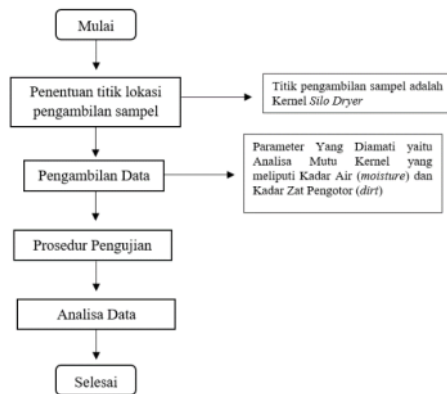 Mulai
Penentuan titik lokasi
pengambilan sampel
Titik pengambilan sampel adalah
Kernel Silo Dryer
Pengambilan Data
Parameter Yang Diamati yaitu
Analisa Mutu Kernel yang
meliputi Kadar Air (moisture) dan
Kadar Zat Pengotor (dirt)
Prosedur Pengujian
Analisa Data
Selesai